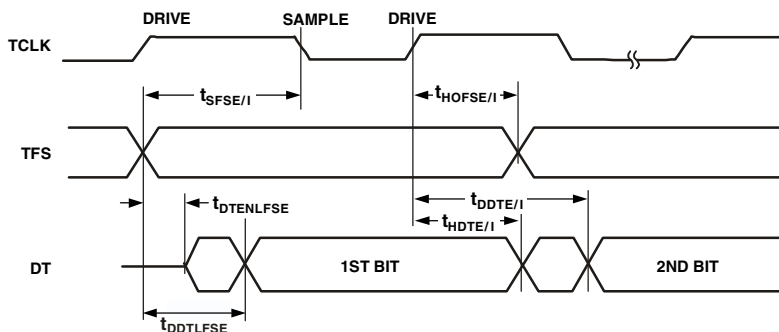 DRIVE SAMPLE DRIVE
TCLK
tSFSE/I tHOFSE/I
TFS
tDDTE/I
tDTENLFSE tHDTE/I
DT 1ST BIT 2ND BIT
tDDTLFSE